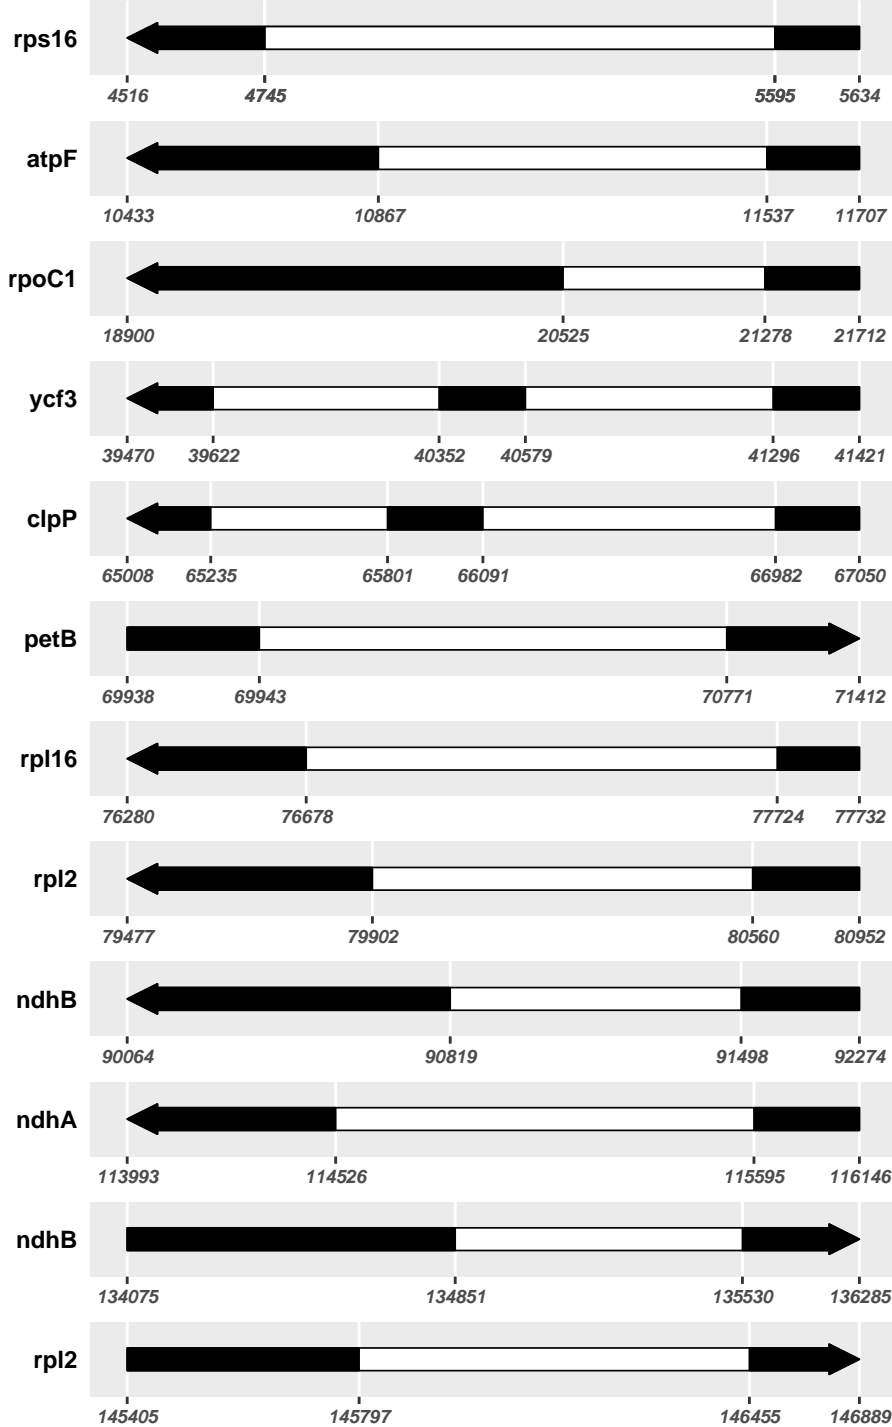 rps16
4516 4745 5595 5634
atpF
10433 10867 11537 11707
rpoC1
18900 20525 21278 21712
ycf3
39470 39622 40352 40579 41296 41421
clpP
65008 65235 65801 66091 66982 67050
petB
69938 69943 70771 71412
rpl16
76280 76678 77724 77732
rpl2
79477 79902 80560 80952
ndhB
90064 90819 91498 92274
ndhA
113993 114526 115595 116146
ndhB
134075 134851 135530 136285
rpl2
145405 145797 146455 146889